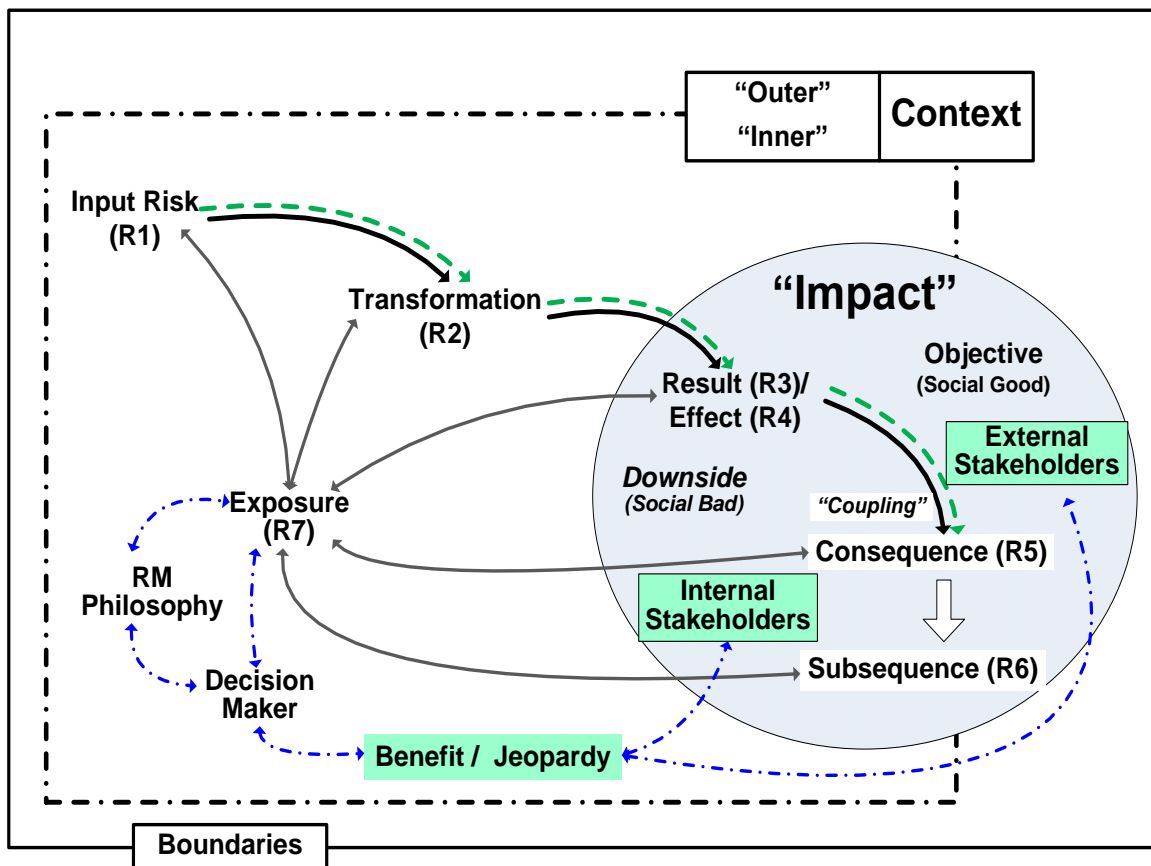 “Outer”
“Inner”
Context
Input Risk
(R1)
Transformation
(R2)
“Impact”
Objective
(Social Good)
Result (R3)/
Effect (R4)
External
Stakeholders
Downside
(Social Bad)
“Coupling”
Exposure
(R7)
Consequence (R5)
RM
Philosophy
Internal
Stakeholders
Subsequence (R6)
Decision
Maker
Benefit /  Jeopardy
Boundaries